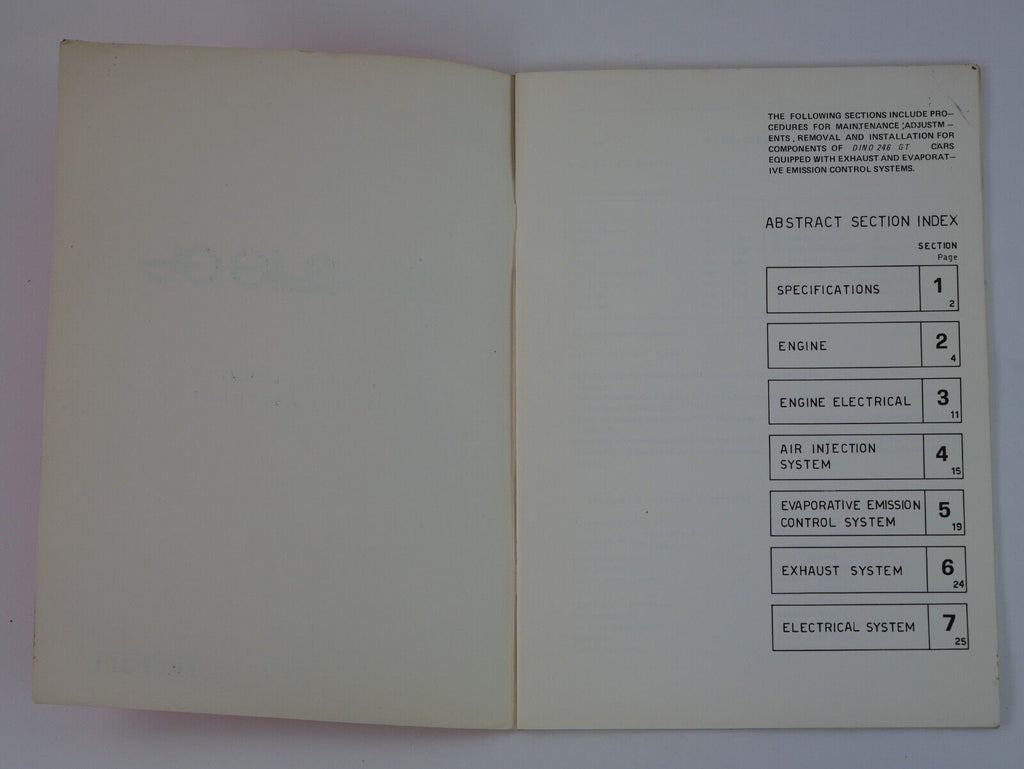 THE FOLLOWING SECTIONS INCLUDE PRO-
CEDURES FOR MAINTENANCE ,ADJUSTM-
ENTS, REMOVAL AND INSTALLATION FOR
COMPONENTS OF DINO 246 GT CARS
EQUIPPED WITH EXHAUST AND EVAPORAT-
IVE EMISSION CONTROL SYSTEMS.
ABSTRACT SECTION INDEX
SECTION
Page
SPECIFICATIONS 1
2
ENGINE 2
4
ENGINE ELECTRICAL 3
11
AIR INJECTION
SYSTEM 4
15
EVAPORATIVE EMISSION
CONTROL SYSTEM 5
19
EXHAUST SYSTEM 6
24
ELECTRICAL SYSTEM 7
25